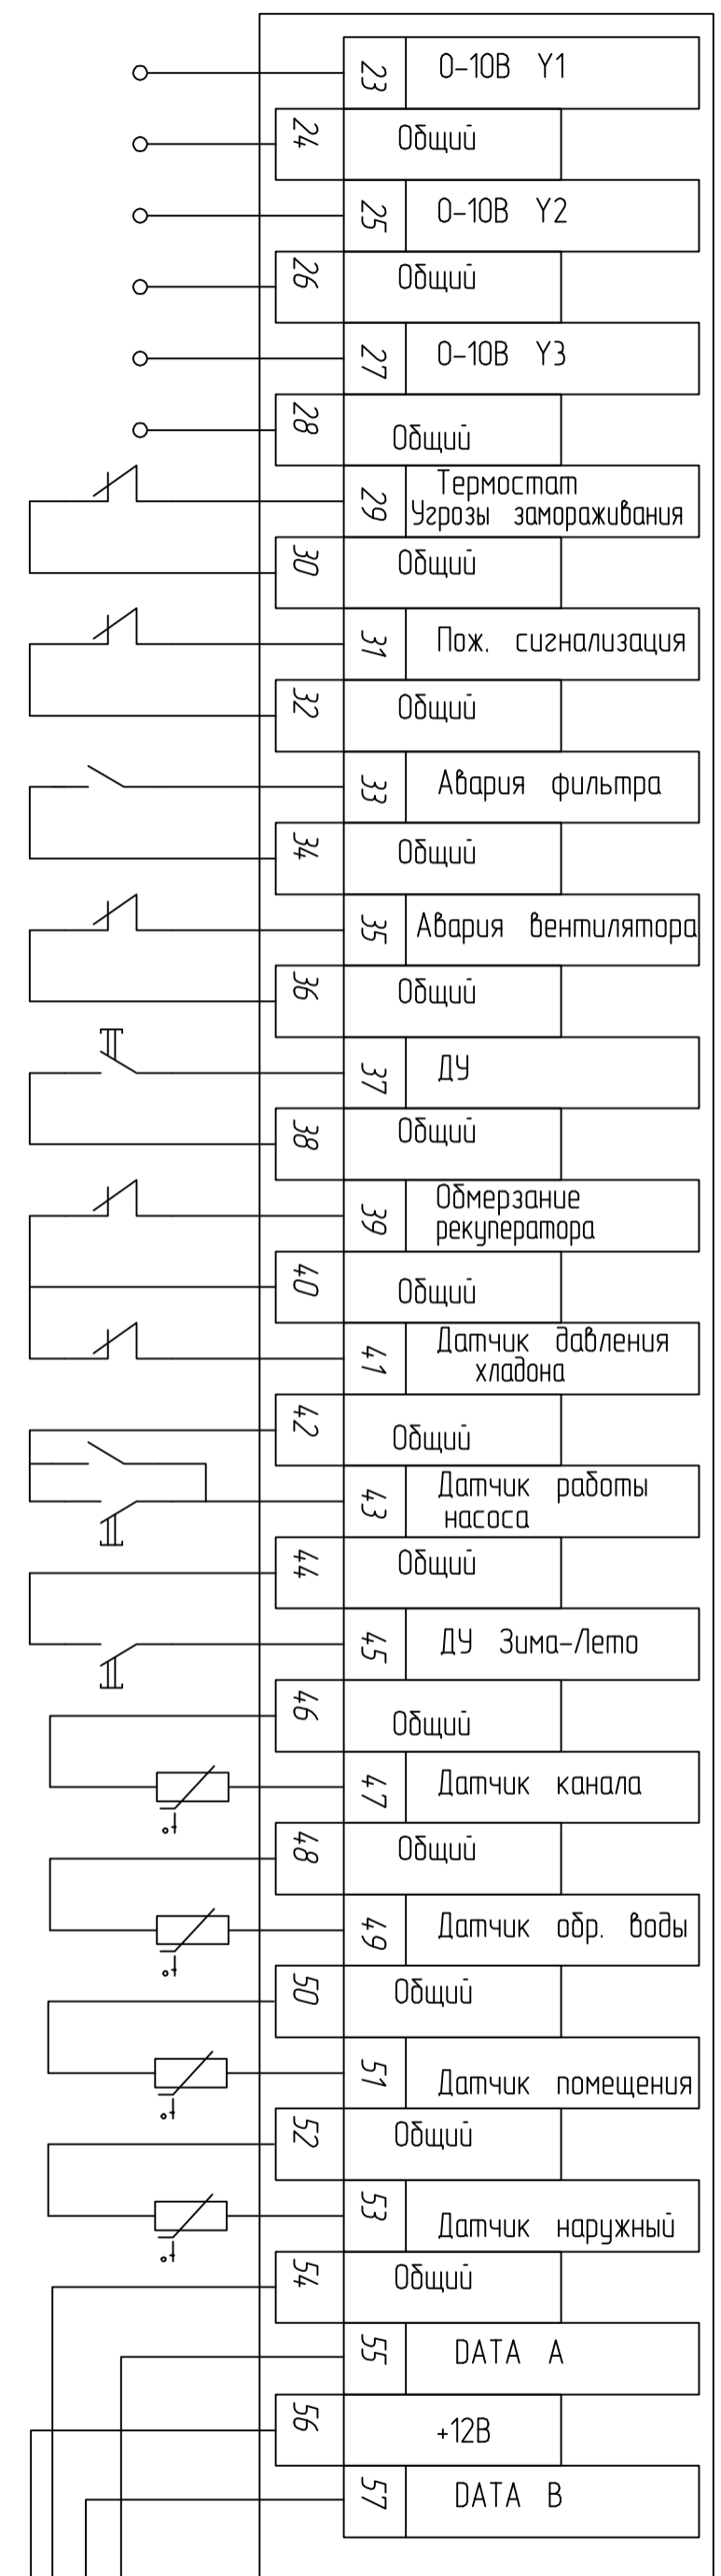 23 0-10В Y1
24 Общий
25 0-10В Y2
26 Общий
27 0-10В Y3
28 Общий
29 Термостат
Угрозы замораживания
30 Общий
31 Пож. сигнализация
32 Общий
33 Авария фильтра
34 Общий
35 Авария вентилятора
36 Общий
37 ДУ
38 Общий
39 Обмерзание
рекуператора
40 Общий
41 Датчик давления
хладона
42 Общий
43 Датчик работы
насоса
44 Общий
45 ДУ Зима-Лето
46 Общий
47 Датчик канала
t°
48 Общий
49 Датчик обр. воды
t°
50 Общий
51 Датчик помещения
t°
52 Общий
53 Датчик наружный
t°
54 Общий
55 DATA A
56 +12В
57 DATA B